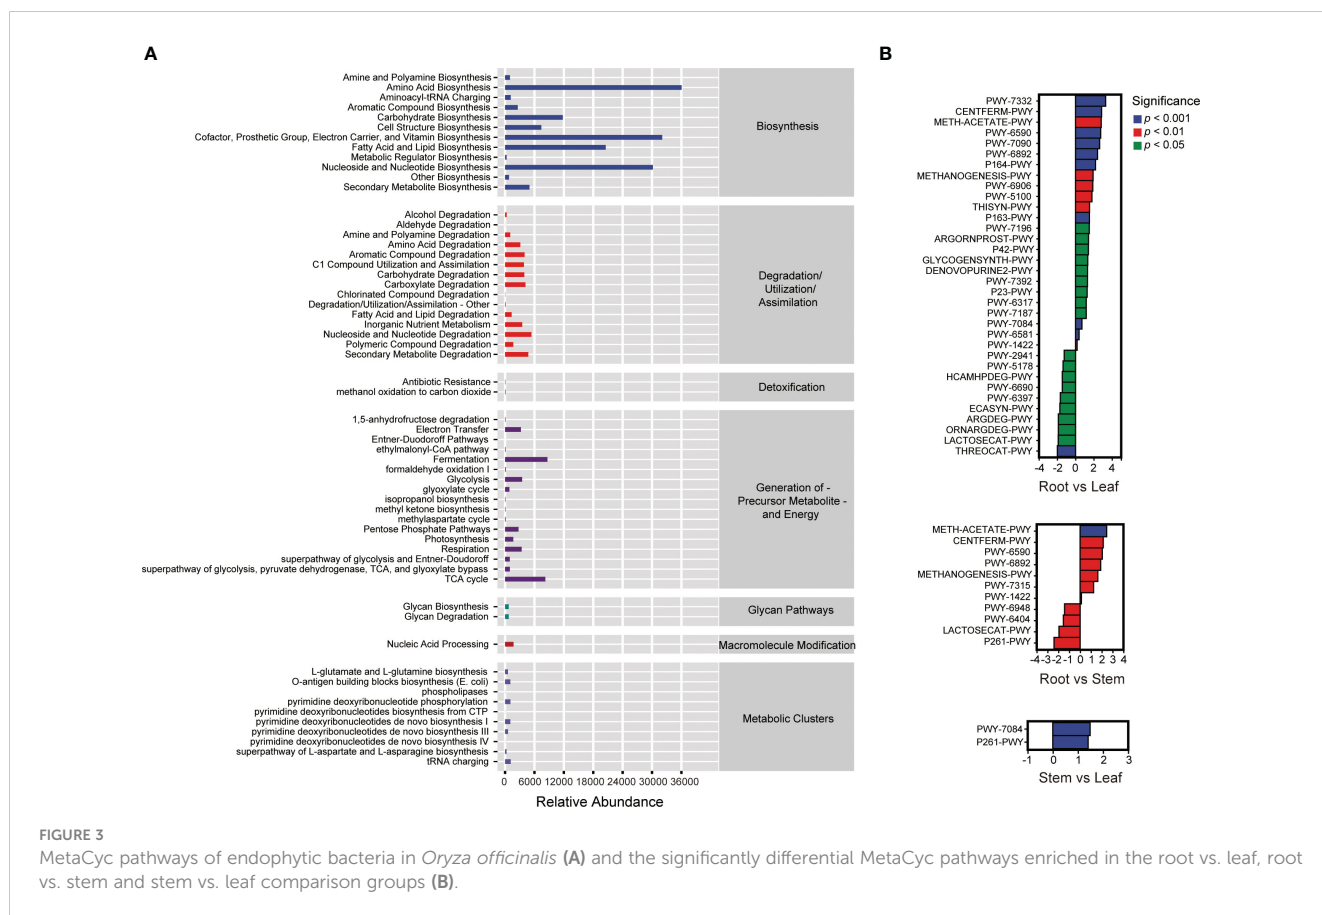 A
Amine and Polyamine Biosynthesis
Amino Acid Biosynthesis
Aminoacyl-tRNA Charging
Aromatic Compound Biosynthesis
Carbohydrate Biosynthesis
Cell Structure Biosynthesis
Cofactor, Prosthetic Group, Electron Carrier, and Vitamin Biosynthesis
Fatty Acid and Lipid Biosynthesis
Metabolic Regulator Biosynthesis
Nucleoside and Nucleotide Biosynthesis
Other Biosynthesis
Secondary Metabolite Biosynthesis
Biosynthesis
Alcohol Degradation
Aldehyde Degradation
Amine and Polyamine Degradation
Amino Acid Degradation
Aromatic Compound Degradation
C1 Compound Utilization and Assimilation
Carbohydrate Degradation
Carboxylate Degradation
Chlorinated Compound Degradation
Degradation/Utilization/Assimilation - Other
Fatty Acid and Lipid Degradation
Inorganic Nutrient Metabolism
Nucleoside and Nucleotide Degradation
Polymeric Compound Degradation
Secondary Metabolite Degradation
Degradation/
Utilization/
Assimilation
Antibiotic Resistance
methanol oxidation to carbon dioxide
Detoxification
1,5-anhydrofructose degradation
Electron Transfer
Entner-Duodoroff Pathways
ethylmalonyl-CoA pathway
Fermentation
formaldehyde oxidation I
Glycolysis
glyoxylate cycle
isopropanol biosynthesis
methyl ketone biosynthesis
methylaspartate cycle
Pentose Phosphate Pathways
Photosynthesis
Respiration
superpathway of glycolysis and Entner-Doudoroff
superpathway of glycolysis, pyruvate dehydrogenase, TCA, and glyoxylate bypass
TCA cycle
Generation of -
Precursor Metabolite -
and Energy
Glycan Biosynthesis
Glycan Degradation
Glycan Pathways
Nucleic Acid Processing
Macromolecule Modification
L-glutamate and L-glutamine biosynthesis
O-antigen building blocks biosynthesis (E. coli)
phospholipases
pyrimidine deoxyribonucleotide phosphorylation
pyrimidine deoxyribonucleotides biosynthesis from CTP
pyrimidine deoxyribonucleotides de novo biosynthesis I
pyrimidine deoxyribonucleotides de novo biosynthesis III
pyrimidine deoxyribonucleotides de novo biosynthesis IV
superpathway of L-aspartate and L-asparagine biosynthesis
tRNA charging
Metabolic Clusters
0 6000 12000 18000 24000 30000 36000
Relative Abundance
B
PWY-7332
CENTFERM-PWY
METH-ACETATE-PWY
PWY-6590
PWY-7090
PWY-6892
P164-PWY
METHANOGENESIS-PWY
PWY-6906
PWY-5100
THISYN-PWY
P163-PWY
PWY-7196
ARGORNPROST-PWY
P42-PWY
GLYCOGENSYNTH-PWY
DENOVOPURINE2-PWY
PWY-7392
P23-PWY
PWY-6317
PWY-7187
PWY-7084
PWY-6581
PWY-1422
PWY-2941
PWY-5178
HCAMHPDEG-PWY
PWY-6690
PWY-6397
ECASYN-PWY
ARGDEG-PWY
ORNARGDEG-PWY
LACTOSECAT-PWY
THREOCAT-PWY
-4 -2 0 2 4
Root vs Leaf
Significance
p < 0.001
p < 0.01
p < 0.05
METH-ACETATE-PWY
CENTFERM-PWY
PWY-6590
PWY-6892
METHANOGENESIS-PWY
PWY-7315
PWY-1422
PWY-6948
PWY-6404
LACTOSECAT-PWY
P261-PWY
-4 -3 -2 -1 0 1 2 3 4
Root vs Stem
PWY-7084
P261-PWY
-1 0 1 2 3
Stem vs Leaf
FIGURE 3
MetaCyc pathways of endophytic bacteria in Oryza officinalis (A) and the significantly differential MetaCyc pathways enriched in the root vs. leaf, root
vs. stem and stem vs. leaf comparison groups (B).